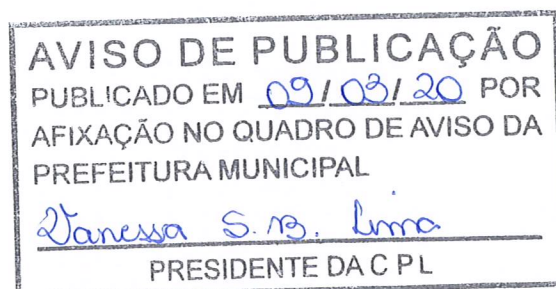 AVISO DE PUBLICAÇÃO
PUBLICADO EM 09/03/20 POR
AFIXAÇÃO NO QUADRO DE AVISO DA
PREFEITURA MUNICIPAL
Vanessa S. B. Lima
PRESIDENTE DA C P L